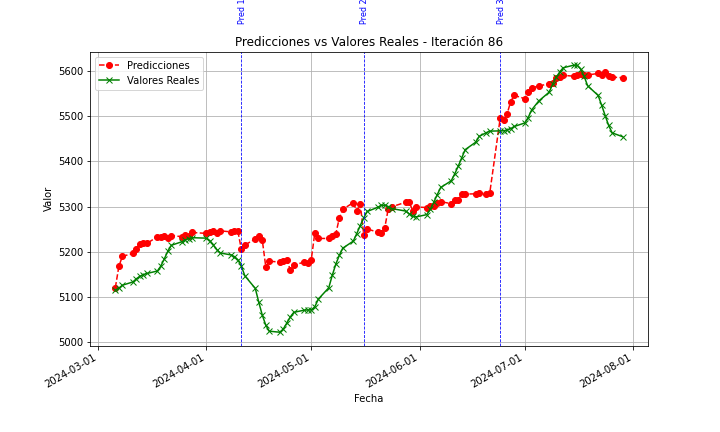 Pred 1
Pred 2
Pred 3
Predicciones vs Valores Reales - Iteración 86
Predicciones
Valores Reales
Valor
5600
5500
5400
5300
5200
5100
5000
2024-03-01
2024-04-01
2024-05-01
2024-06-01
2024-07-01
2024-08-01
Fecha